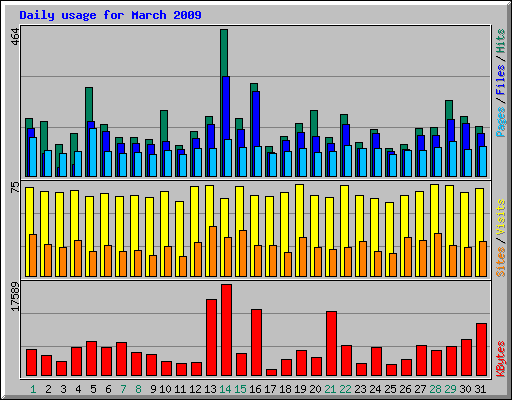 Daily usage for March 2009
464
Pages / Files / Hits
75
Sites / Visits
17589
KBytes
1 2 3 4 5 6 7 8 9 10 11 12 13 14 15 16 17 18 19 20 21 22 23 24 25 26 27 28 29 30 31